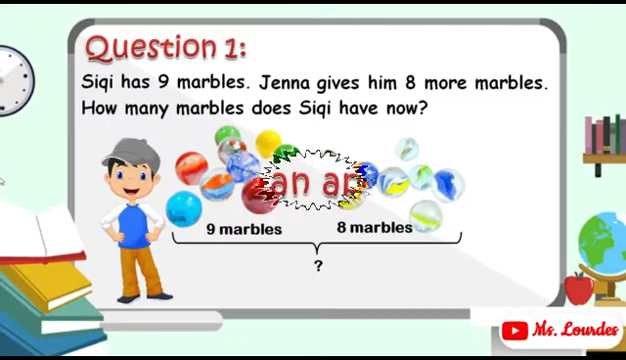 Question 1:
Siqi has 9 marbles. Jenna gives him 8 more marbles.
How many marbles does Siqi have now?
an
9 marbles
8 marbles
?
Ms. Lourdes